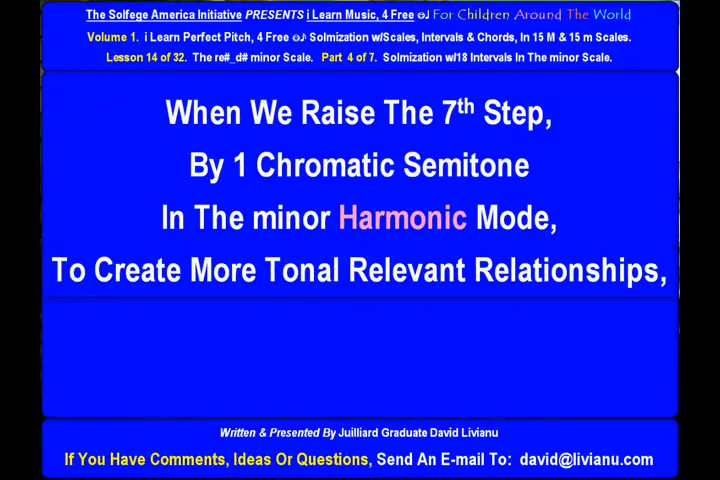 The Solfege America Initiative PRESENTS i Learn Music, 4 Free For Children Around The World
Volume 1. i Learn Perfect Pitch, 4 Free Solmization w/Scales, Intervals & Chords, In 15 M & 15 m Scales.
Lesson 14 of 32. The re#_d# minor Scale. Part 4 of 7. Solmization w/18 Intervals In The minor Scale.
When We Raise The 7th Step,
By 1 Chromatic Semitone
In The minor Harmonic Mode,
To Create More Tonal Relevant Relationships,
Written & Presented By Juilliard Graduate David Livianu
If You Have Comments, Ideas Or Questions, Send An E-mail To: david@livianu.com